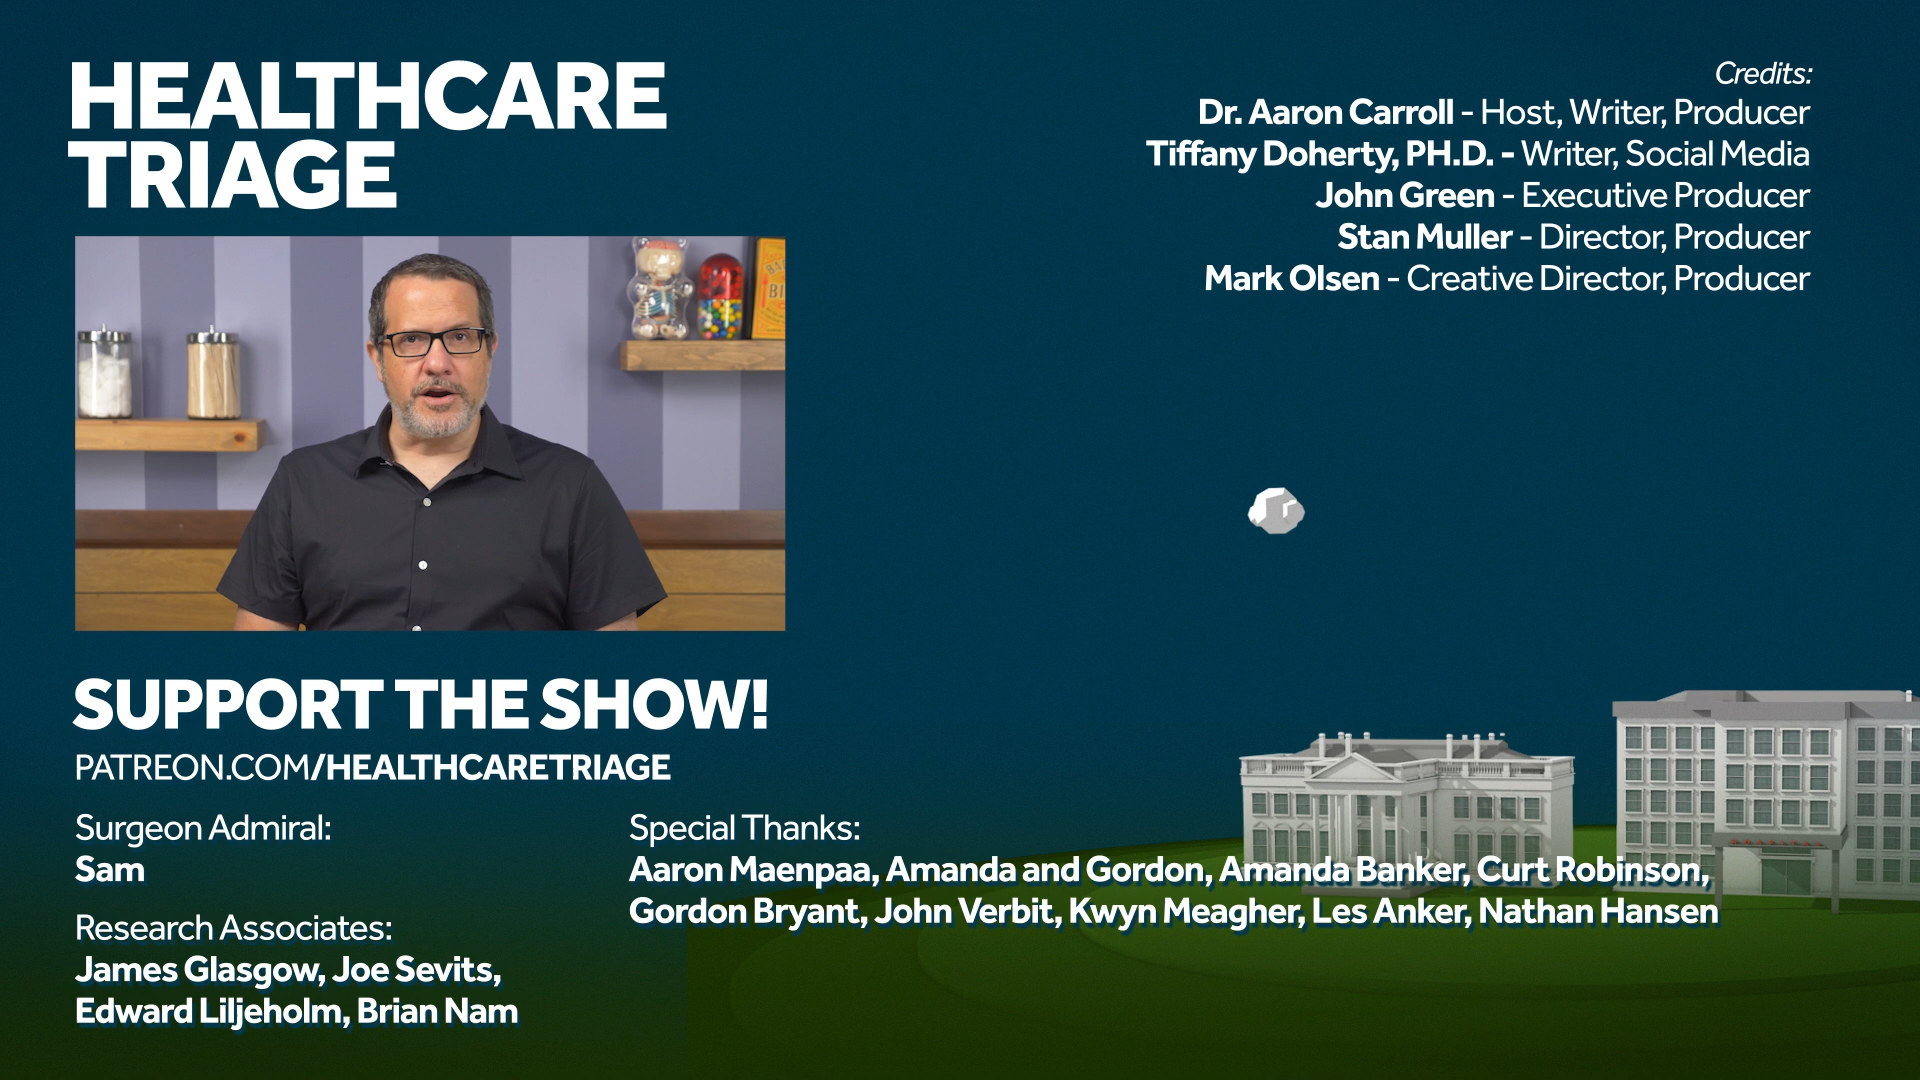 HEALTHCARE
TRIAGE
Credits:
Dr. Aaron Carroll - Host, Writer, Producer
Tiffany Doherty, PH.D. - Writer, Social Media
John Green - Executive Producer
Stan Muller - Director, Producer
Mark Olsen - Creative Director, Producer
SUPPORT THE SHOW!
PATREON.COM/HEALTHCARETRIAGE
Surgeon Admiral:
Sam
Research Associates:
James Glasgow, Joe Sevits,
Edward Liljeholm, Brian Nam
Special Thanks:
Aaron Maenpaa, Amanda and Gordon, Amanda Banker, Curt Robinson,
Gordon Bryant, John Verbit, Kwyn Meagher, Les Anker, Nathan Hansen